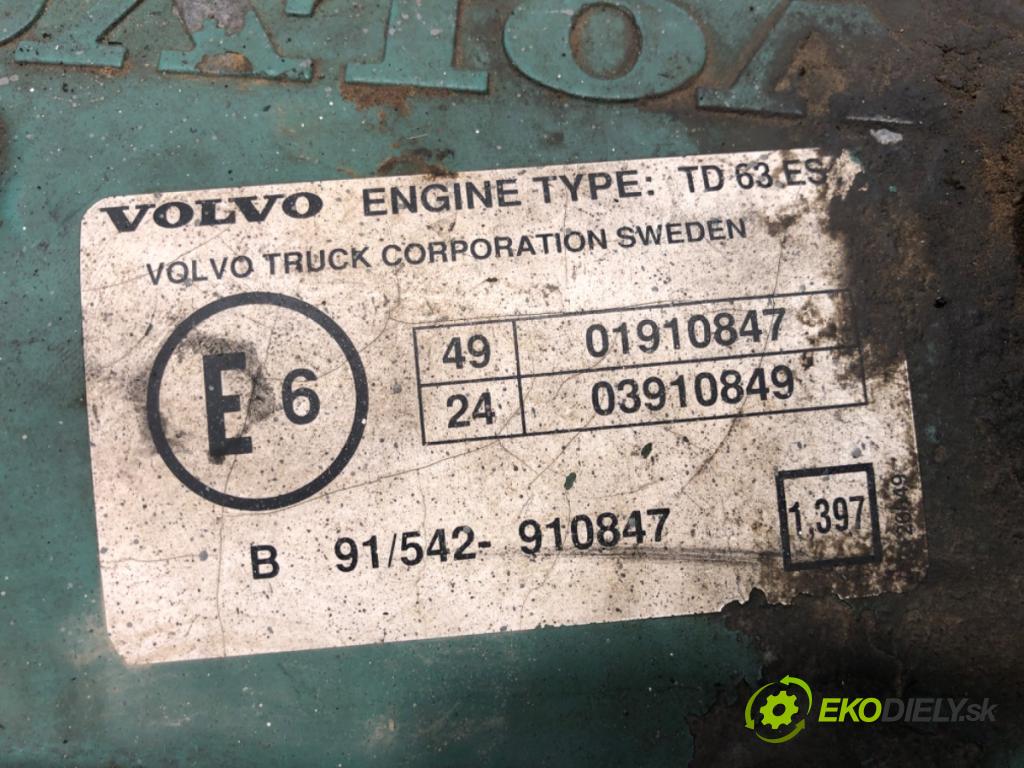 VOLVO
VOLVO ENGINE TYPE: TD 63 ES
VOLVO TRUCK CORPORATION SWEDEN
E 6
49 01910847
24 03910849
B 91/542- 910847
1,397
EKODIELY.sk